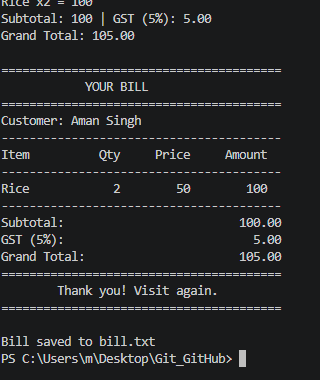 Rice x2 = 100
Subtotal: 100 | GST (5%): 5.00
Grand Total: 105.00
========================================
YOUR BILL
========================================
Customer: Aman Singh
----------------------------------------
Item Qty Price Amount
----------------------------------------
Rice 2 50 100
----------------------------------------
Subtotal: 100.00
GST (5%): 5.00
Grand Total: 105.00
========================================
Thank you! Visit again.
========================================
Bill saved to bill.txt
PS C:\Users\m\Desktop\Git_GitHub>